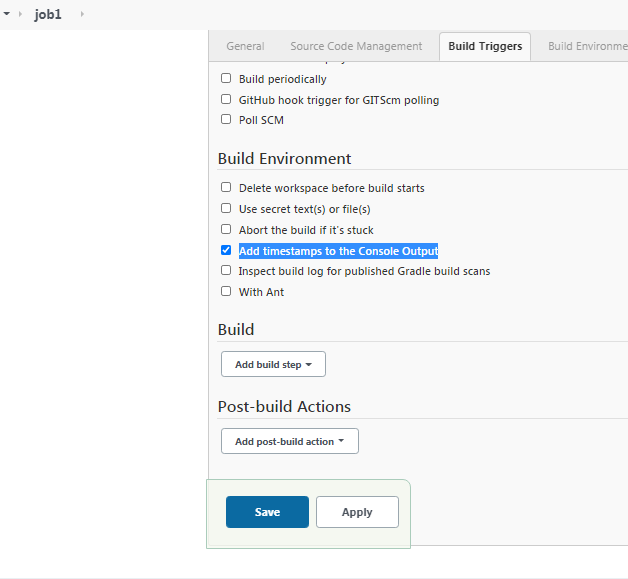 job1
General Source Code Management Build Triggers Build Environme
Build periodically
GitHub hook trigger for GITScm polling
Poll SCM
Build Environment
Delete workspace before build starts
Use secret text(s) or file(s)
Abort the build if it's stuck
Add timestamps to the Console Output
Inspect build log for published Gradle build scans
With Ant
Build
Add build step
Post-build Actions
Add post-build action
Save Apply